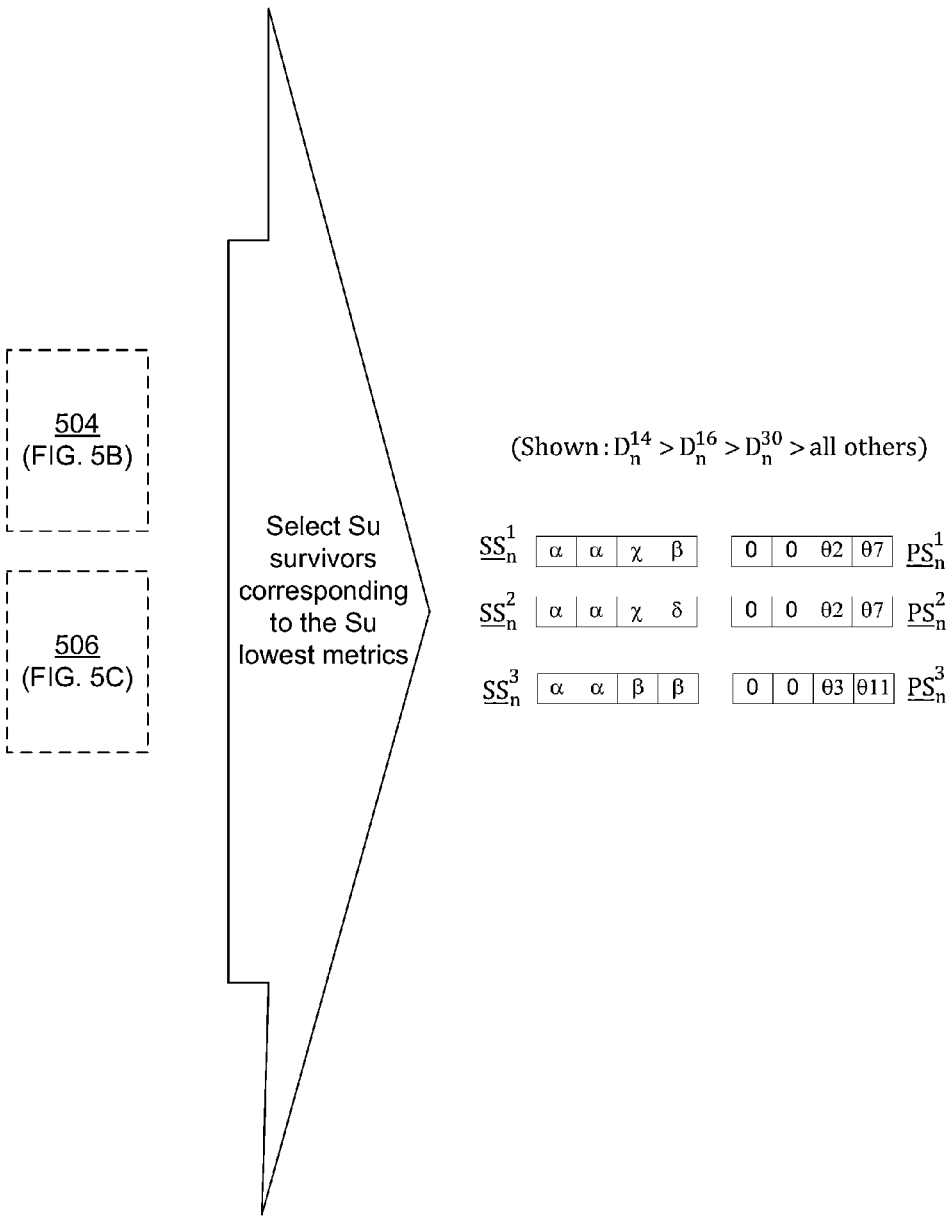 504
(FIG. 5B)
506
(FIG. 5C)
Select Su
survivors
corresponding
to the Su
lowest metrics
(Shown : D_n^14 > D_n^16 > D_n^30 > all others)
SS_n^1 α α χ β 0 0 θ2 θ7 PS_n^1
SS_n^2 α α χ δ 0 0 θ2 θ7 PS_n^2
SS_n^3 α α β β 0 0 θ3 θ11 PS_n^3